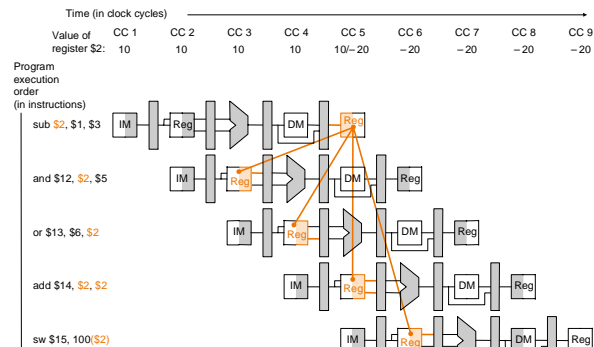 Time (in clock cycles)
CC 1 CC 2 CC 3 CC 4 CC 5 CC 6 CC 7 CC 8 CC 9
Value of
register $2: 10 10 10 10 10/–20 –20 –20 –20 –20
Program
execution
order
(in instructions)
sub $2, $1, $3 IM Reg DM Reg
and $12, $2, $5 IM Reg DM Reg
or $13, $6, $2 IM Reg DM Reg
add $14, $2, $2 IM Reg DM Reg
sw $15, 100($2) IM Reg DM Reg